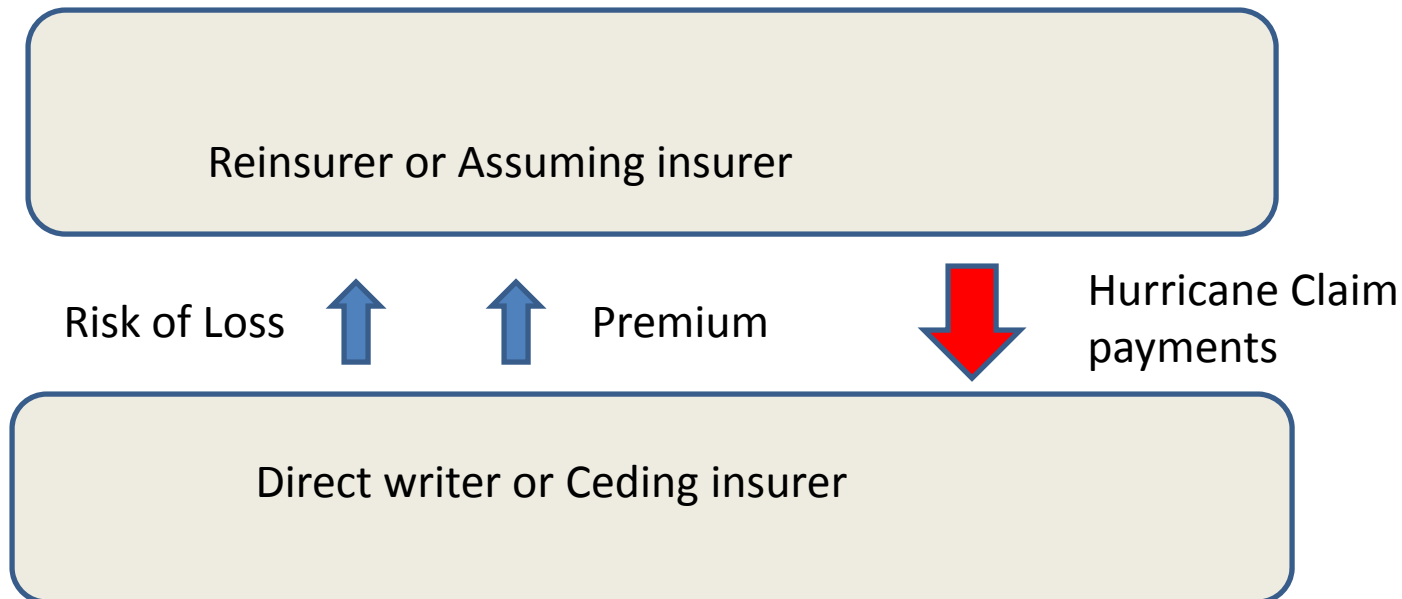 Reinsurer or Assuming insurer
Risk of Loss
Premium
Hurricane Claim
payments
Direct writer or Ceding insurer